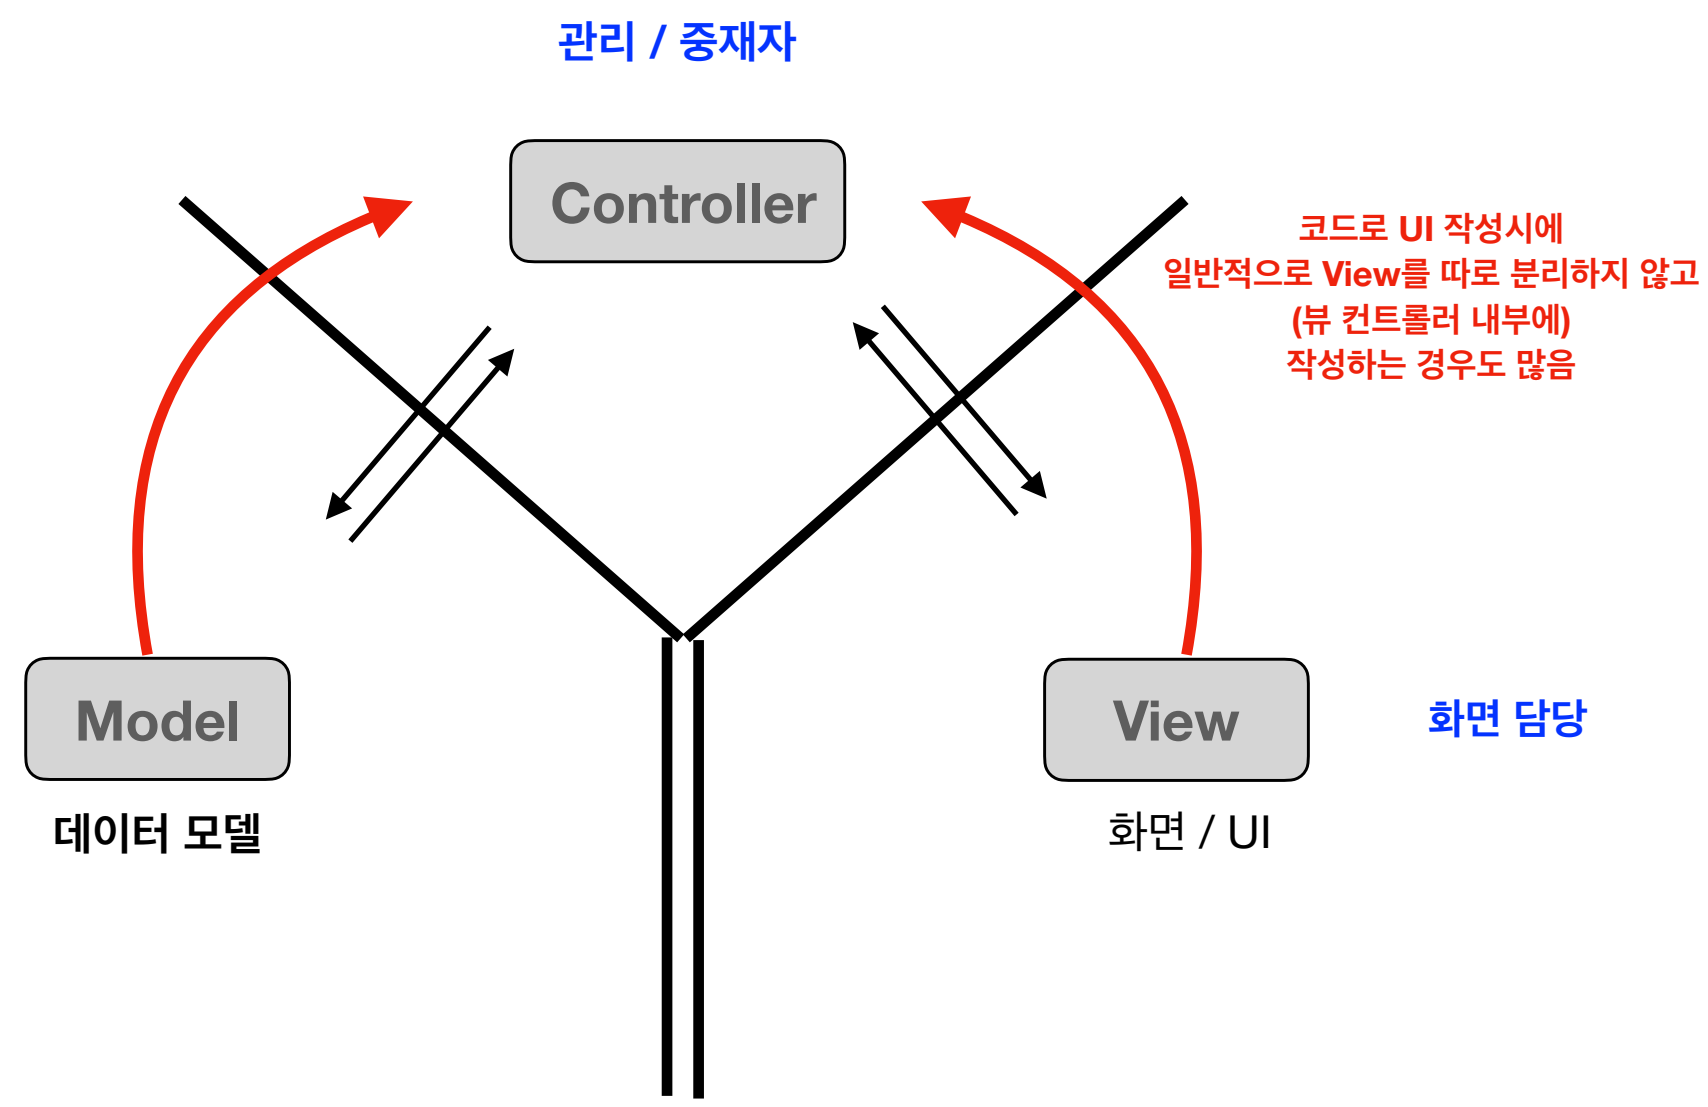 관리 / 중재자
Controller
코드로 UI 작성시에
일반적으로 View를 따로 분리하지 않고
(뷰 컨트롤러 내부에)
작성하는 경우도 많음
Model
View
화면 담당
데이터 모델
화면 / UI